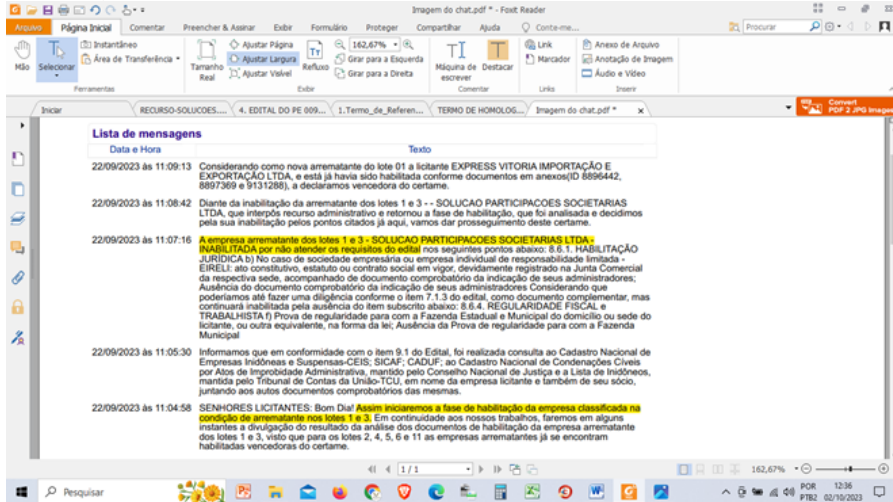 Imagem do chat.pdf * - Foxit Reader
Arquivo Página Inicial Comentar Preencher & Assinar Exibir Formulário Proteger Compartilhar Ajuda Conte-me... Procurar
Mão
Selecionar
Instantâneo
Área de Transferência
Ferramentas
Tamanho Real
Ajustar Página
Ajustar Largura
Ajustar Visível
Refluxo
162,67%
Girar para a Esquerda
Girar para a Direita
Exibir
Máquina de escrever
Destacar
Comentar
Link
Marcador
Links
Anexo de Arquivo
Anotação de Imagem
Áudio e Vídeo
Inserir
Iniciar RECURSO-SOLUCOES.... 4. EDITAL DO PE 009... 1.Termo_de_Referen... TERMO DE HOMOLOG... Imagem do chat.pdf * x
Convert
PDF 2 JPG Images
Lista de mensagens
Data e Hora Texto
22/09/2023 às 11:09:13 Considerando como nova arrematante do lote 01 a licitante EXPRESS VITORIA IMPORTAÇÃO E
EXPORTAÇÃO LTDA, e está já havia sido habilitada conforme documentos em anexos(ID 8896442,
8897369 e 9131288), a declaramos vencedora do certame.
22/09/2023 às 11:08:42 Diante da inabilitação da arrematante dos lotes 1 e 3 - - SOLUCAO PARTICIPACOES SOCIETARIAS
LTDA, que interpôs recurso administrativo e retornou a fase de habilitação, que foi analisada e decidimos
pela sua inabilitação pelos pontos citados já aqui, vamos dar prosseguimento deste certame.
22/09/2023 às 11:07:16 A empresa arrematante dos lotes 1 e 3 - SOLUCAO PARTICIPACOES SOCIETARIAS LTDA -
INABILITADA por não atender os requisitos do edital nos seguintes pontos abaixo: 8.6.1. HABILITAÇÃO
JURÍDICA b) No caso de sociedade empresária ou empresa individual de responsabilidade limitada -
EIRELI: ato constitutivo, estatuto ou contrato social em vigor, devidamente registrado na Junta Comercial
da respectiva sede, acompanhado de documento comprobatório da indicação de seus administradores;
Ausência do documento comprobatório da indicação de seus administradores Considerando que
poderíamos até fazer uma diligência conforme o item 7.1.3 do edital, como documento complementar, mas
continuará inabilitada pela ausência do item subscrito abaixo: 8.6.4. REGULARIDADE FISCAL e
TRABALHISTA f) Prova de regularidade para com a Fazenda Estadual e Municipal do domicílio ou sede do
licitante, ou outra equivalente, na forma da lei; Ausência da Prova de regularidade para com a Fazenda
Municipal
22/09/2023 às 11:05:30 Informamos que em conformidade com o item 9.1 do Edital, foi realizada consulta ao Cadastro Nacional de
Empresas Inidôneas e Suspensas-CEIS; SICAF; CADUF; ao Cadastro Nacional de Condenações Cíveis
por Atos de Improbidade Administrativa, mantido pelo Conselho Nacional de Justiça e a Lista de Inidôneos,
mantida pelo Tribunal de Contas da União-TCU, em nome da empresa licitante e também de seu sócio,
juntando aos autos documentos comprobatórios das mesmas.
22/09/2023 às 11:04:58 SENHORES LICITANTES: Bom Dia! Assim iniciaremos a fase de habilitação da empresa classificada na
condição de arrematante nos lotes 1 e 3. Em continuidade aos nossos trabalhos, faremos em alguns
instantes a divulgação do resultado da análise dos documentos de habilitação da empresa arrematante
dos lotes 1 e 3, visto que para os lotes 2, 4, 5, 6 e 11 as empresas arrematantes já se encontram
habilitadas vencedoras do certame.
1 / 1 162,67%
Pesquisar
POR
PTB2
12:36
02/10/2023